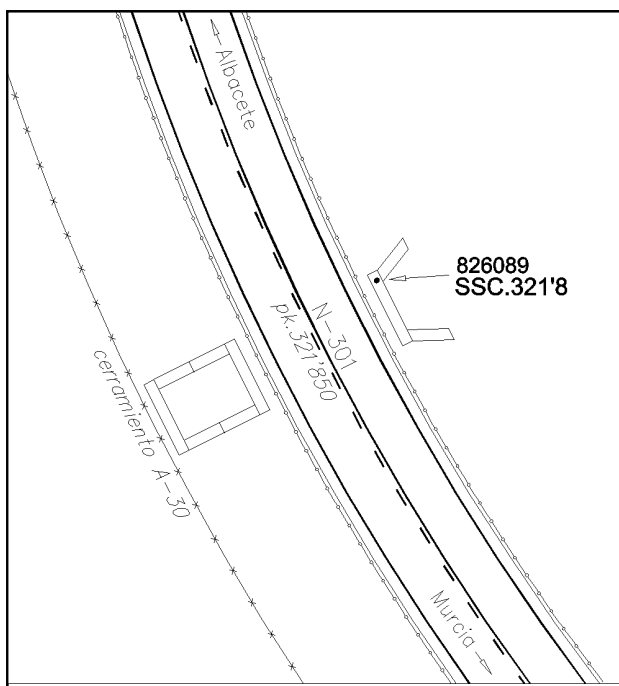 Albacete
826089
SSC.321'8
N-301
pk.321'850
cerramiento A-30
Murcia